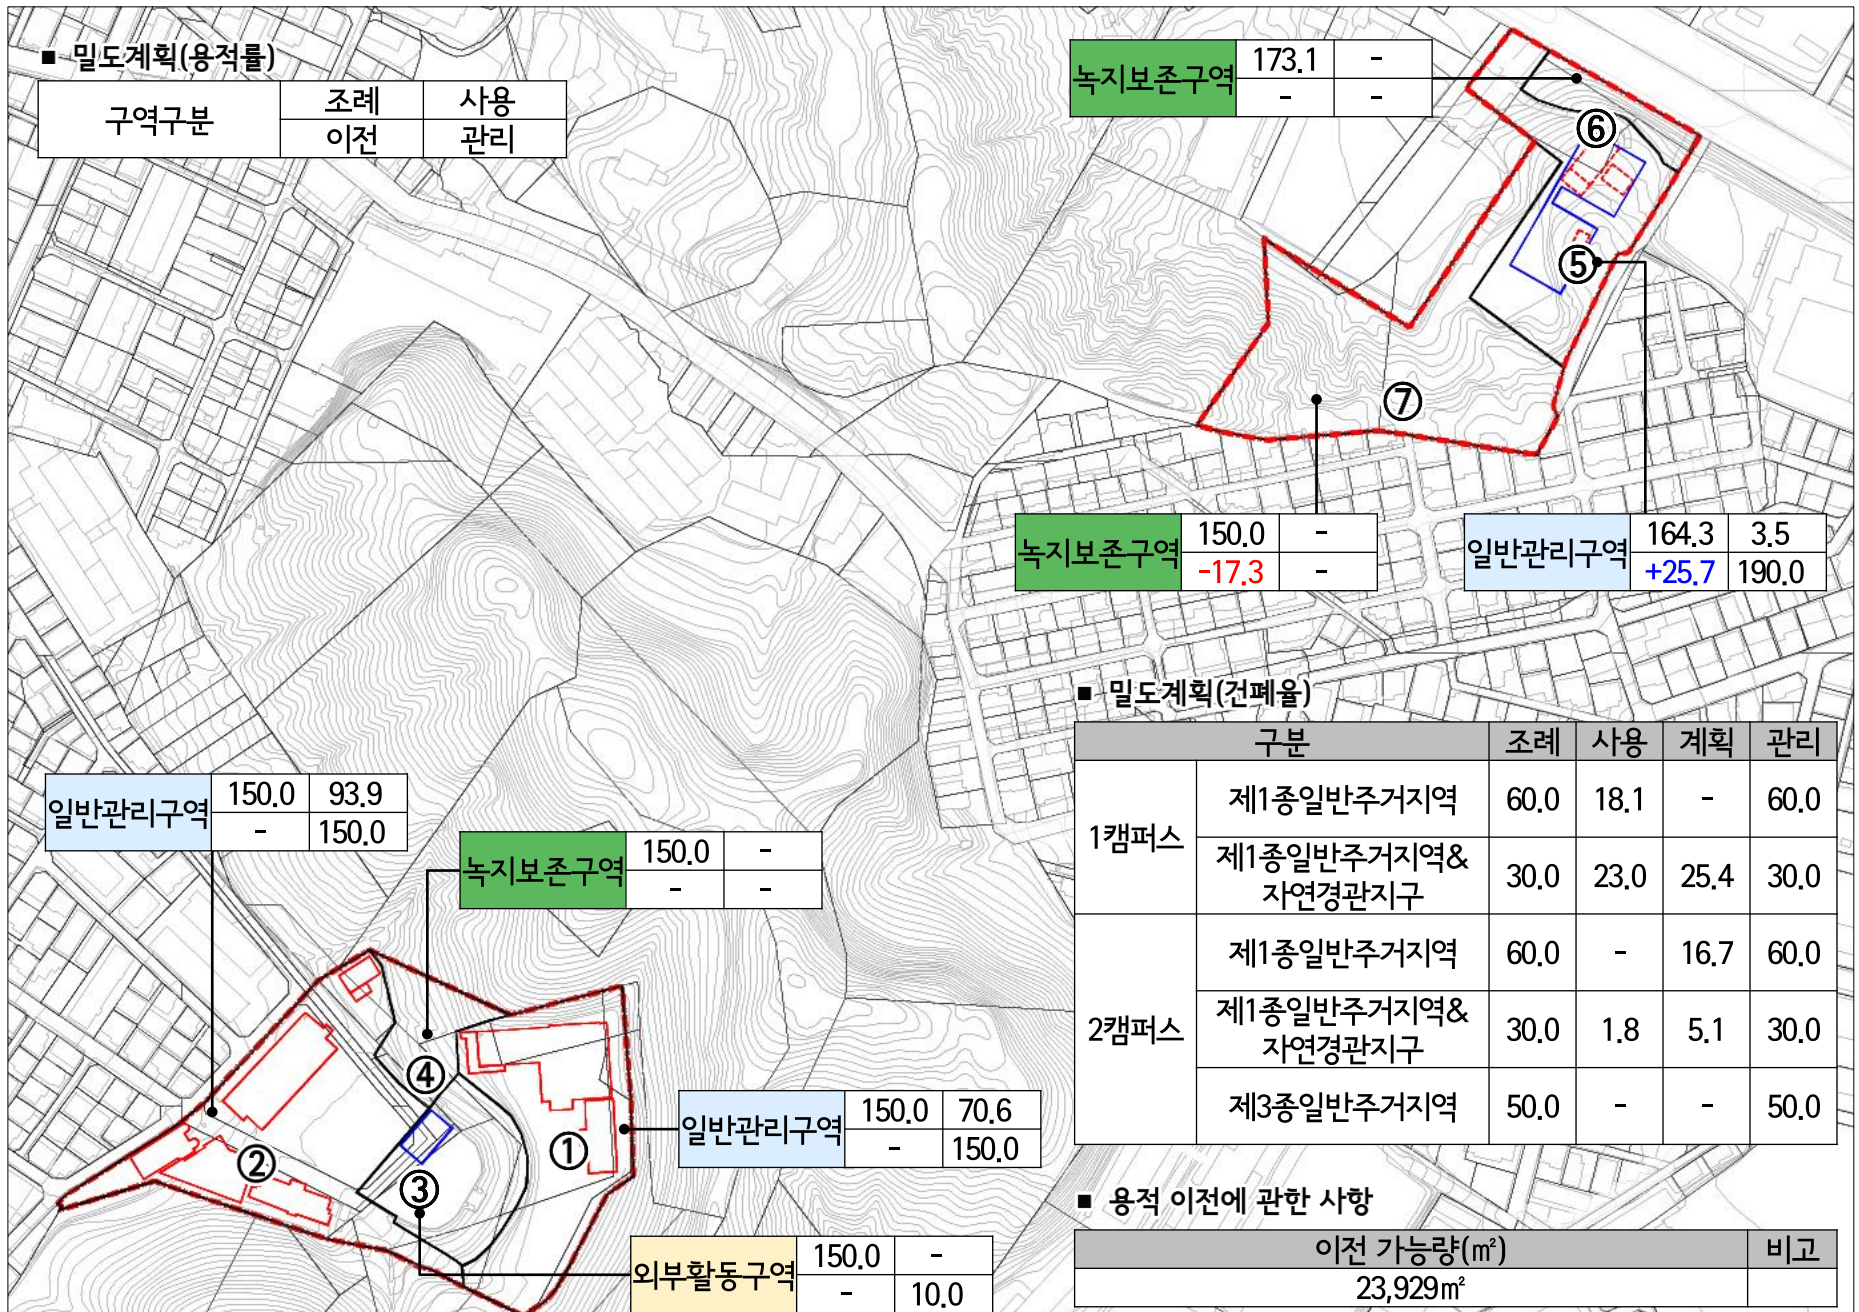 ■ 밀도계획(용적률)
구역구분 조례 사용
이전 관리
녹지보존구역 173.1 -
- -
⑥
⑤
⑦
녹지보존구역 150.0 -
-17.3 -
일반관리구역 164.3 3.5
+25.7 190.0
■ 밀도계획(건폐율)
구분 조례 사용 계획 관리
1캠퍼스 제1종일반주거지역 60.0 18.1 - 60.0
제1종일반주거지역&
자연경관지구 30.0 23.0 25.4 30.0
2캠퍼스 제1종일반주거지역 60.0 - 16.7 60.0
제1종일반주거지역&
자연경관지구 30.0 1.8 5.1 30.0
제3종일반주거지역 50.0 - - 50.0
일반관리구역 150.0 93.9
- 150.0
녹지보존구역 150.0 -
- -
④
①
②
③
일반관리구역 150.0 70.6
- 150.0
외부활동구역 150.0 -
- 10.0
■ 용적 이전에 관한 사항
이전 가능량(㎡) 비고
23,929㎡